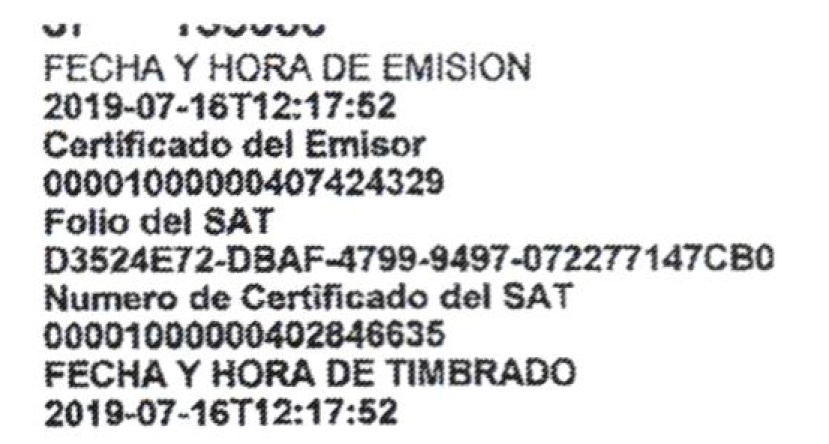 FECHA Y HORA DE EMISION
2019-07-16T12:17:52
Certificado del Emisor
00001000000407424329
Folio del SAT
D3524E72-DBAF-4799-9497-072277147CB0
Numero de Certificado del SAT
00001000000402846635
FECHA Y HORA DE TIMBRADO
2019-07-16T12:17:52